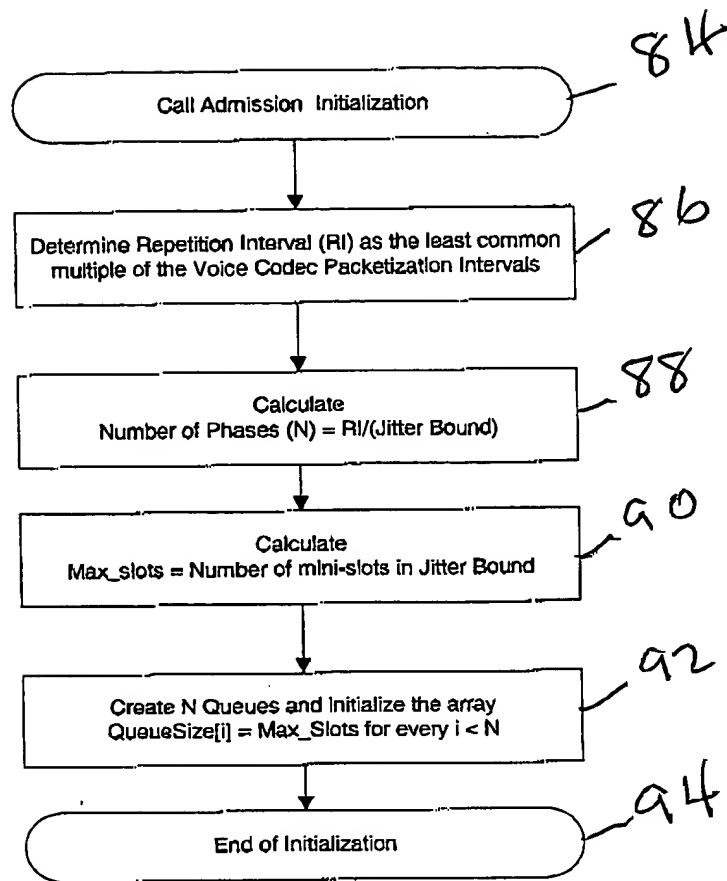 84
Call Admission Initialization
86
Determine Repetition Interval (RI) as the least common
multiple of the Voice Codec Packetization Intervals
88
Calculate
Number of Phases (N) = RI/(Jitter Bound)
90
Calculate
Max_slots = Number of mini-slots in Jitter Bound
92
Create N Queues and Initialize the array
QueueSize[i] = Max_Slots for every i < N
94
End of Initialization